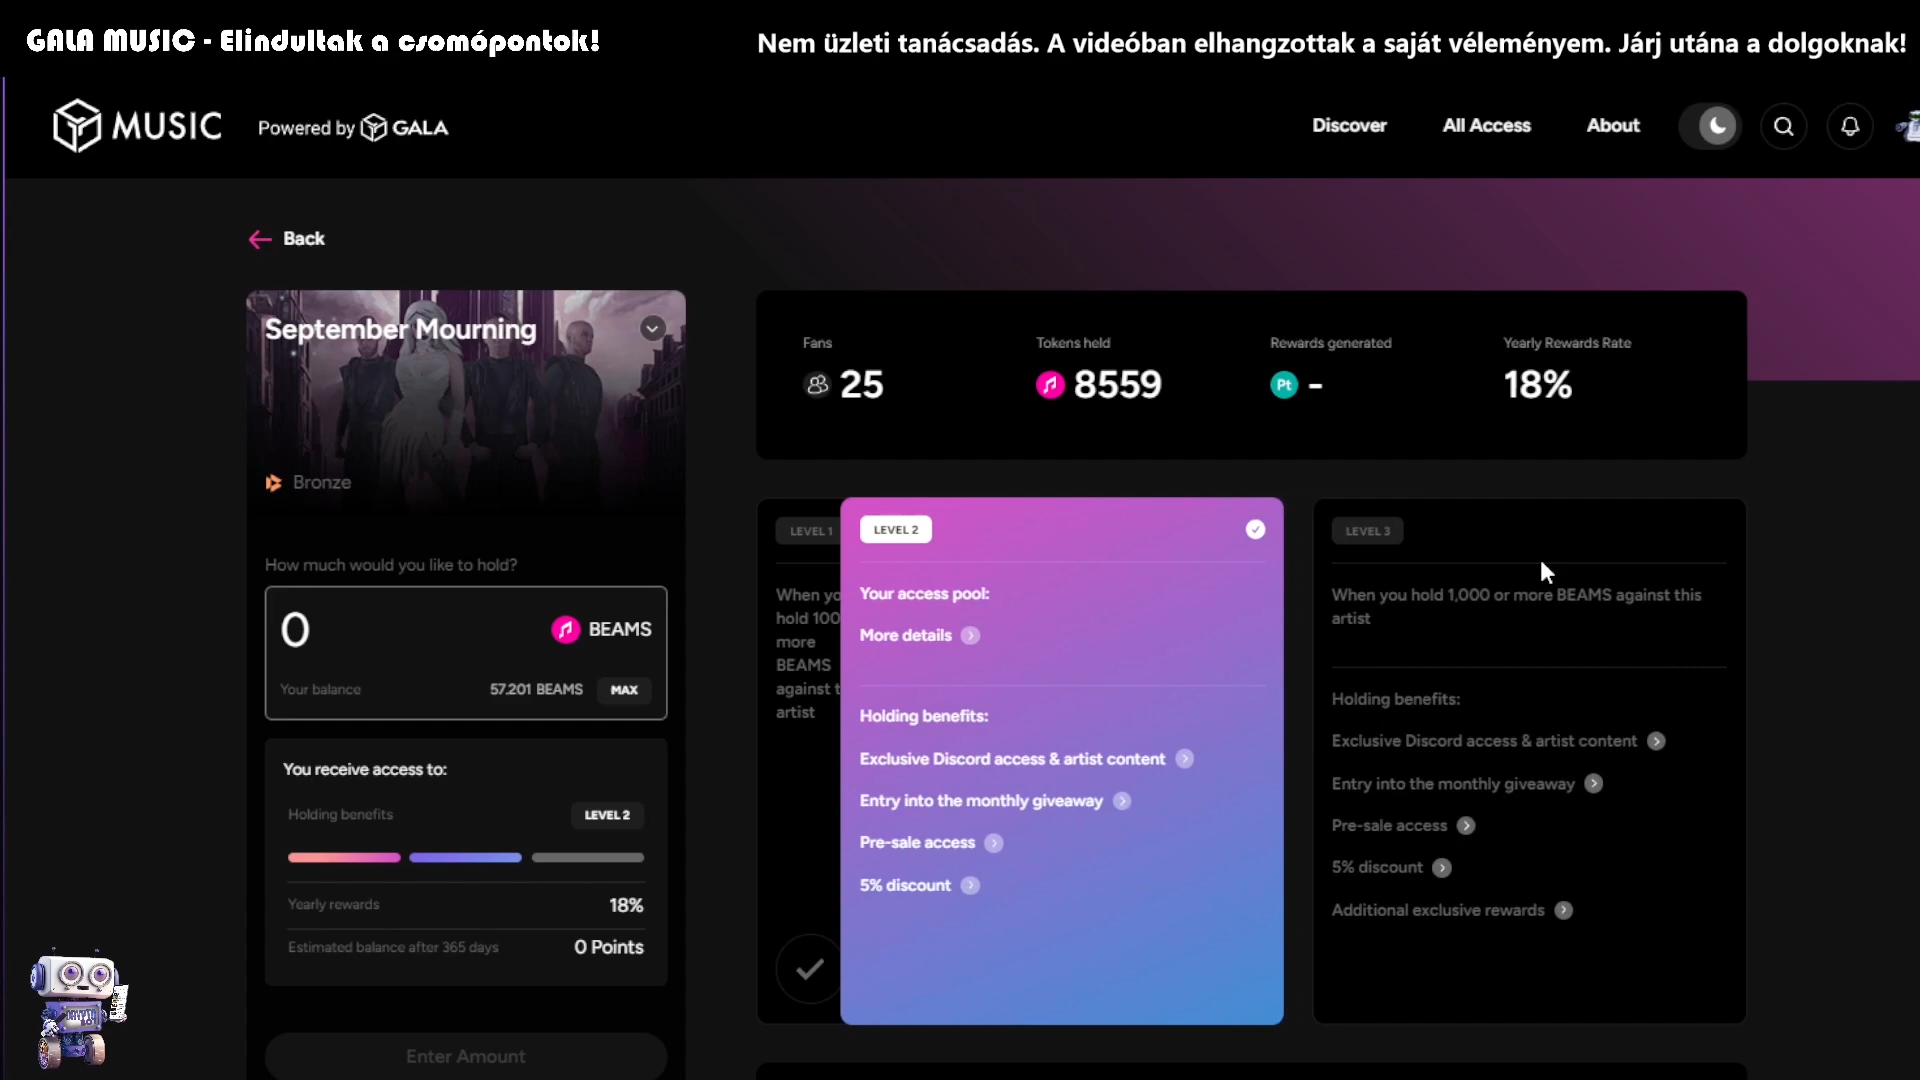 GALA MUSIC - Elindultak a csomópontok!
Nem üzleti tanácsadás. A videóban elhangzottak a saját véleményem. Járj utána a dolgoknak!
MUSIC
Powered by GALA
Discover
All Access
About
Back
September Mourning
Bronze
How much would you like to hold?
0
BEAMS
Your balance
57.201 BEAMS
MAX
You receive access to:
Holding benefits
LEVEL 2
Yearly rewards
18%
Estimated balance after 365 days
0 Points
Enter Amount
Fans
25
Tokens held
8559
Rewards generated
Pt -
Yearly Rewards Rate
18%
LEVEL 1
When yo
hold 100
more
BEAMS
against t
artist
LEVEL 2
Your access pool:
More details
Holding benefits:
Exclusive Discord access & artist content
Entry into the monthly giveaway
Pre-sale access
5% discount
LEVEL 3
When you hold 1,000 or more BEAMS against this
artist
Holding benefits:
Exclusive Discord access & artist content
Entry into the monthly giveaway
Pre-sale access
5% discount
Additional exclusive rewards